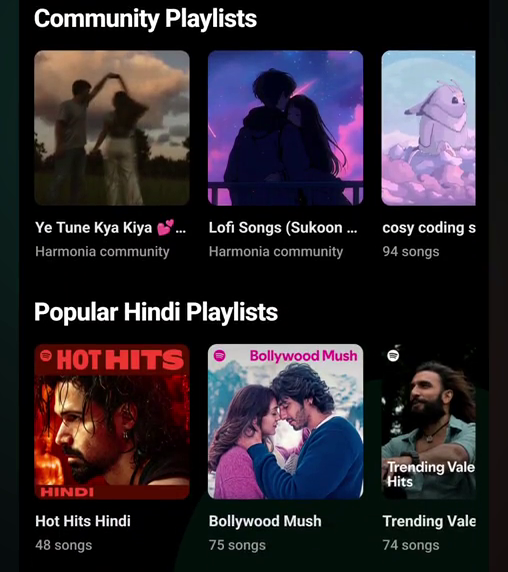 Community Playlists
Ye Tune Kya Kiya 💕...
Lofi Songs (Sukoon ...
cosy coding s
Harmonia community
Harmonia community
94 songs
Popular Hindi Playlists
HOT HITS
HINDI
Bollywood Mush
Trending Vale
Hits
Hot Hits Hindi
Bollywood Mush
Trending Vale
48 songs
75 songs
74 songs